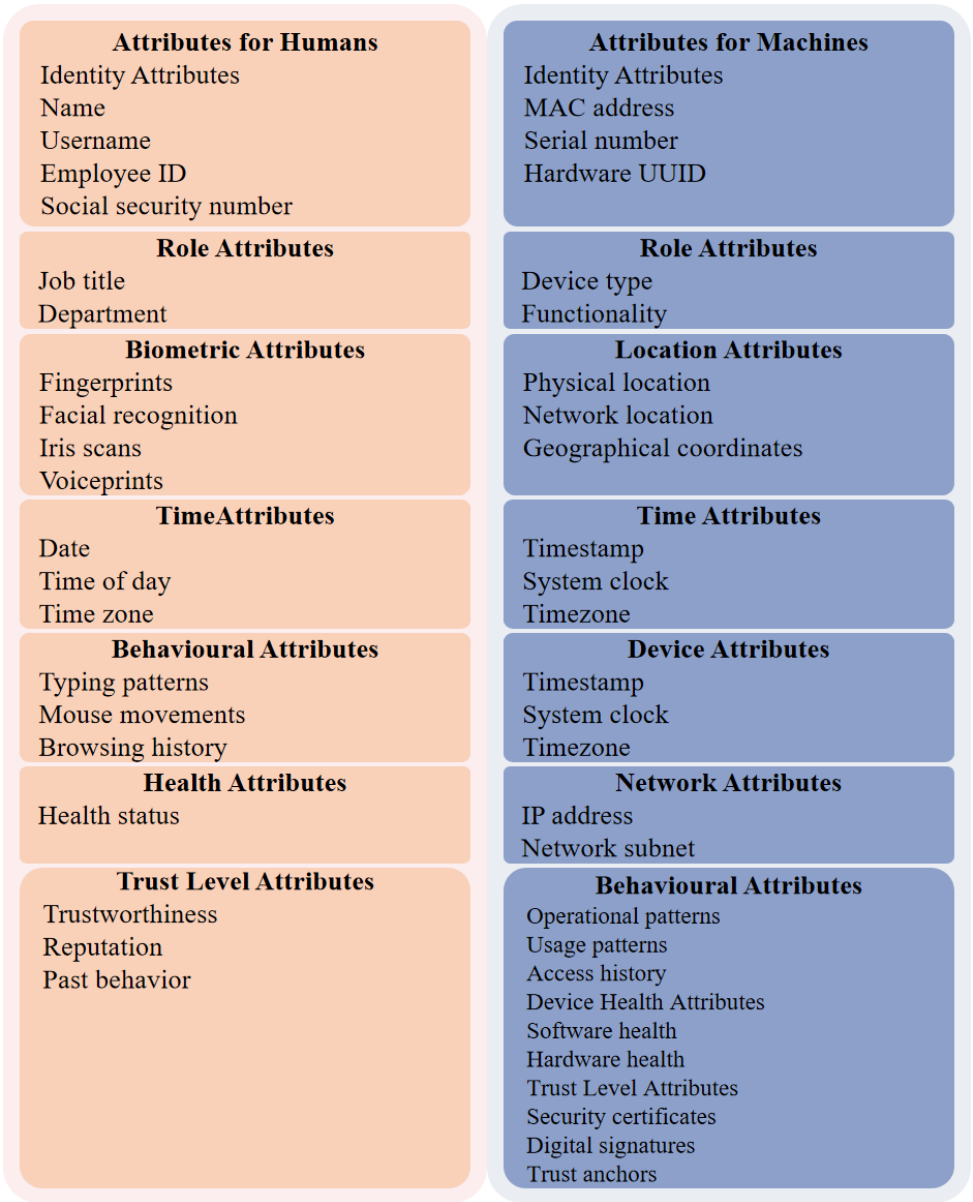 Attributes for Humans
Identity Attributes
Name
Username
Employee ID
Social security number
Role Attributes
Job title
Department
Biometric Attributes
Fingerprints
Facial recognition
Iris scans
Voiceprints
TimeAttributes
Date
Time of day
Time zone
Behavioural Attributes
Typing patterns
Mouse movements
Browsing history
Health Attributes
Health status
Trust Level Attributes
Trustworthiness
Reputation
Past behavior
Attributes for Machines
Identity Attributes
MAC address
Serial number
Hardware UUID
Role Attributes
Device type
Functionality
Location Attributes
Physical location
Network location
Geographical coordinates
Time Attributes
Timestamp
System clock
Timezone
Device Attributes
Timestamp
System clock
Timezone
Network Attributes
IP address
Network subnet
Behavioural Attributes
Operational patterns
Usage patterns
Access history
Device Health Attributes
Software health
Hardware health
Trust Level Attributes
Security certificates
Digital signatures
Trust anchors